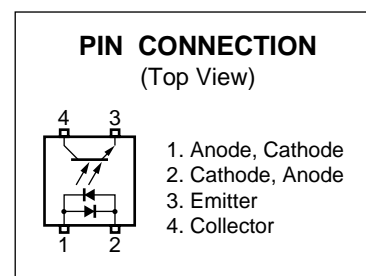 PIN CONNECTION
(Top View)
4 3
1 2
1. Anode, Cathode
2. Cathode, Anode
3. Emitter
4. Collector